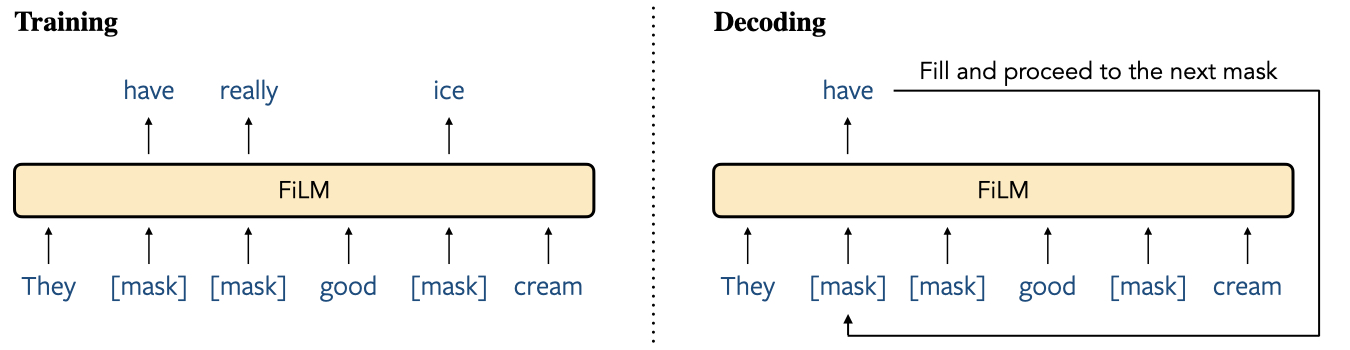 Training
have really ice
FiLM
They [mask] [mask] good [mask] cream
Decoding
Fill and proceed to the next mask
have
FiLM
They [mask] [mask] good [mask] cream